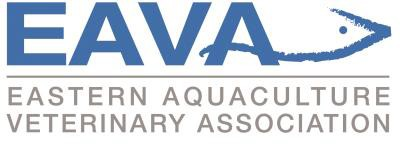 EAVA
EASTERN AQUACULTURE
VETERINARY ASSOCIATION